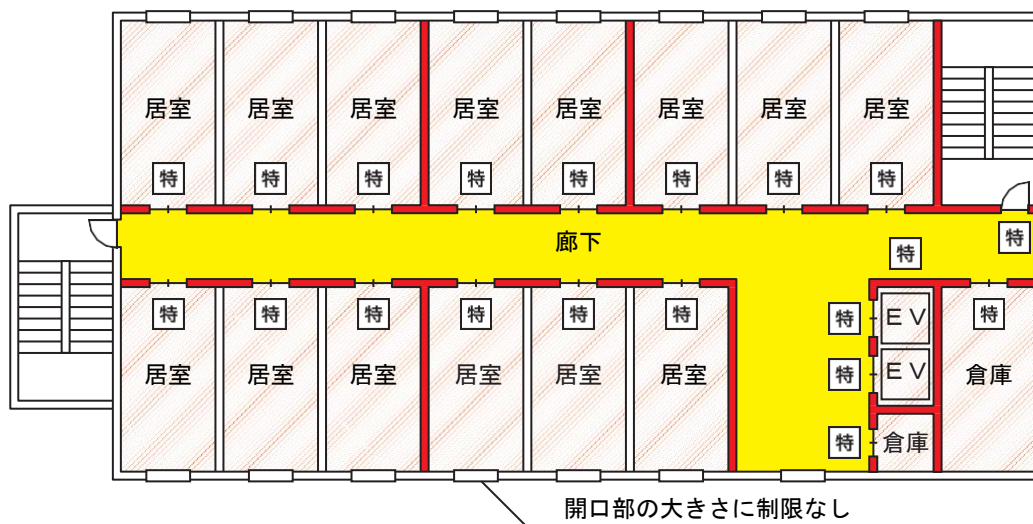 居室 居室 居室 居室 居室 居室 居室 居室
特 特 特 特 特 特 特 特
廊下
特 特
特 特 特 特 特 特 特 ＥＶ 特
居室 居室 居室 居室 居室 居室 特 ＥＶ 倉庫
特 倉庫
開口部の大きさに制限なし